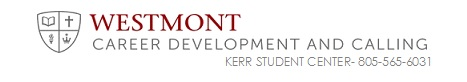 WESTMONT
CAREER DEVELOPMENT AND CALLING
KERR STUDENT CENTER- 805-565-6031